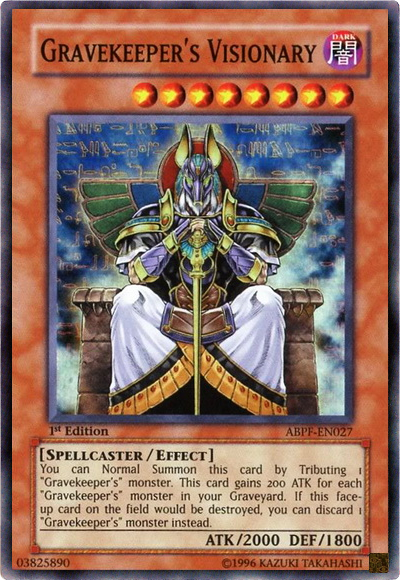 GRAVEKEEPER'S VISIONARY
DARK
闇
1st Edition
ABPF-EN027
[SPELLCASTER / EFFECT]
You can Normal Summon this card by Tributing 1
"Gravekeeper's" monster. This card gains 200 ATK for each
"Gravekeeper's" monster in your Graveyard. If this face-
up card on the field would be destroyed, you can discard 1
"Gravekeeper's" monster instead.
ATK/2000 DEF/1800
03825890
©1996 KAZUKI TAKAHASHI